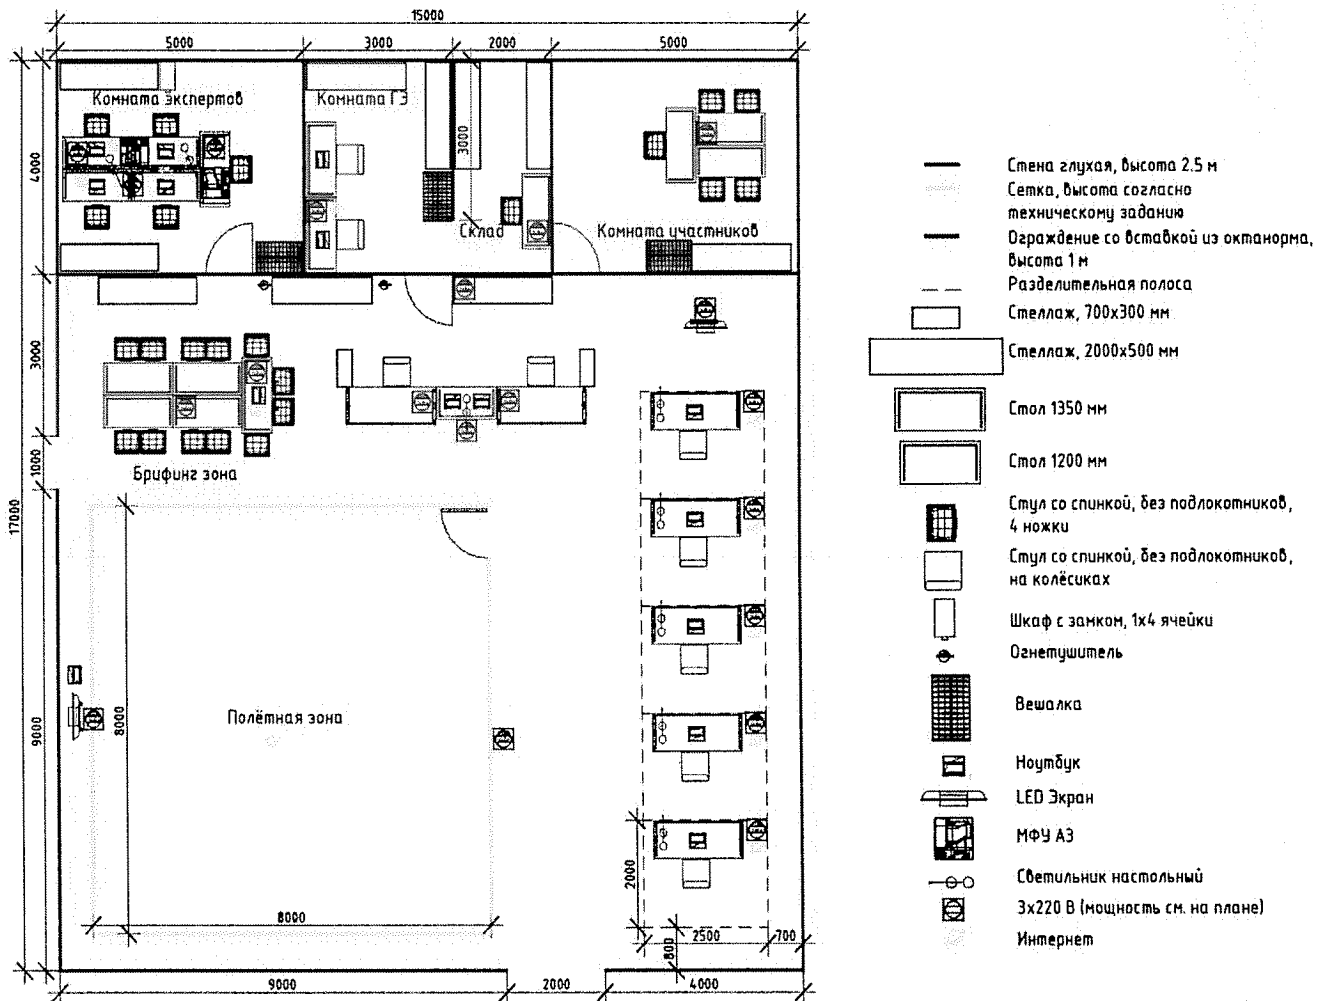 15000
5000
3000
2000
5000
Комната экспертов
Комната ГЭ
4000
3000
Склад
Комната участников
3000
1000
17000
Брифинг зона
9000
8000
Полётная зона
8000
2000
2500
700
800
9000
2000
4000
Стена глухая, высота 2.5 м
Сетка, высота согласно
техническому заданию
Ограждение со вставкой из октанорма,
высота 1 м
Разделительная полоса
Стеллаж, 700х300 мм
Стеллаж, 2000х500 мм
Стол 1350 мм
Стол 1200 мм
Стул со спинкой, без подлокотников,
4 ножки
Стул со спинкой, без подлокотников,
на колёсиках
Шкаф с замком, 1х4 ячейки
Огнетушитель
Вешалка
Ноутбук
LED Экран
МФУ А3
Светильник настольный
3х220 В (мощность см. на плане)
Интернет